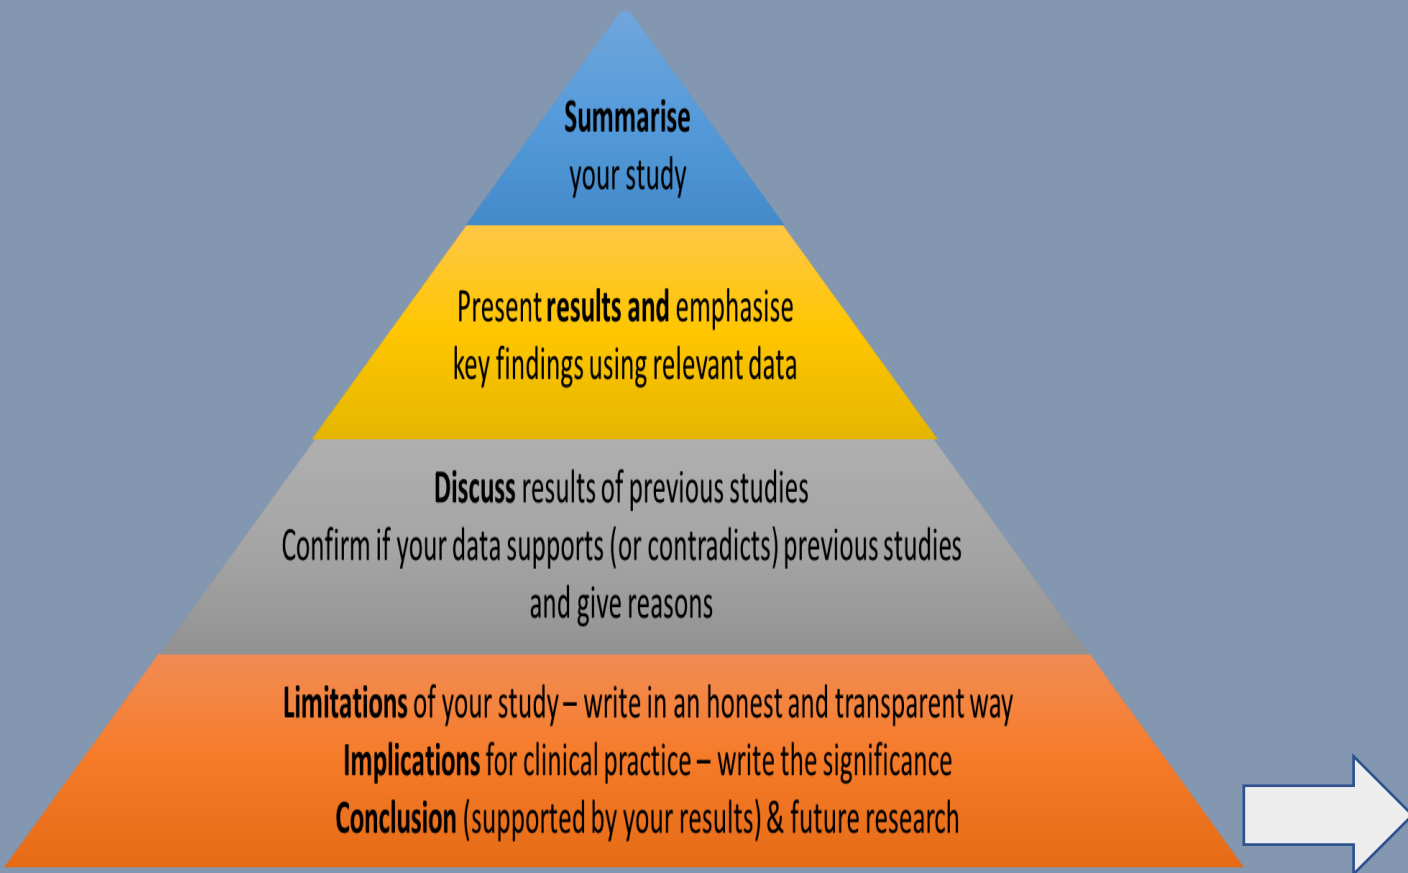 Summarise
your study
Present results and emphasise
key findings using relevant data
Discuss results of previous studies
Confirm if your data supports (or contradicts) previous studies
and give reasons
Limitations of your study – write in an honest and transparent way
Implications for clinical practice – write the significance
Conclusion (supported by your results) & future research